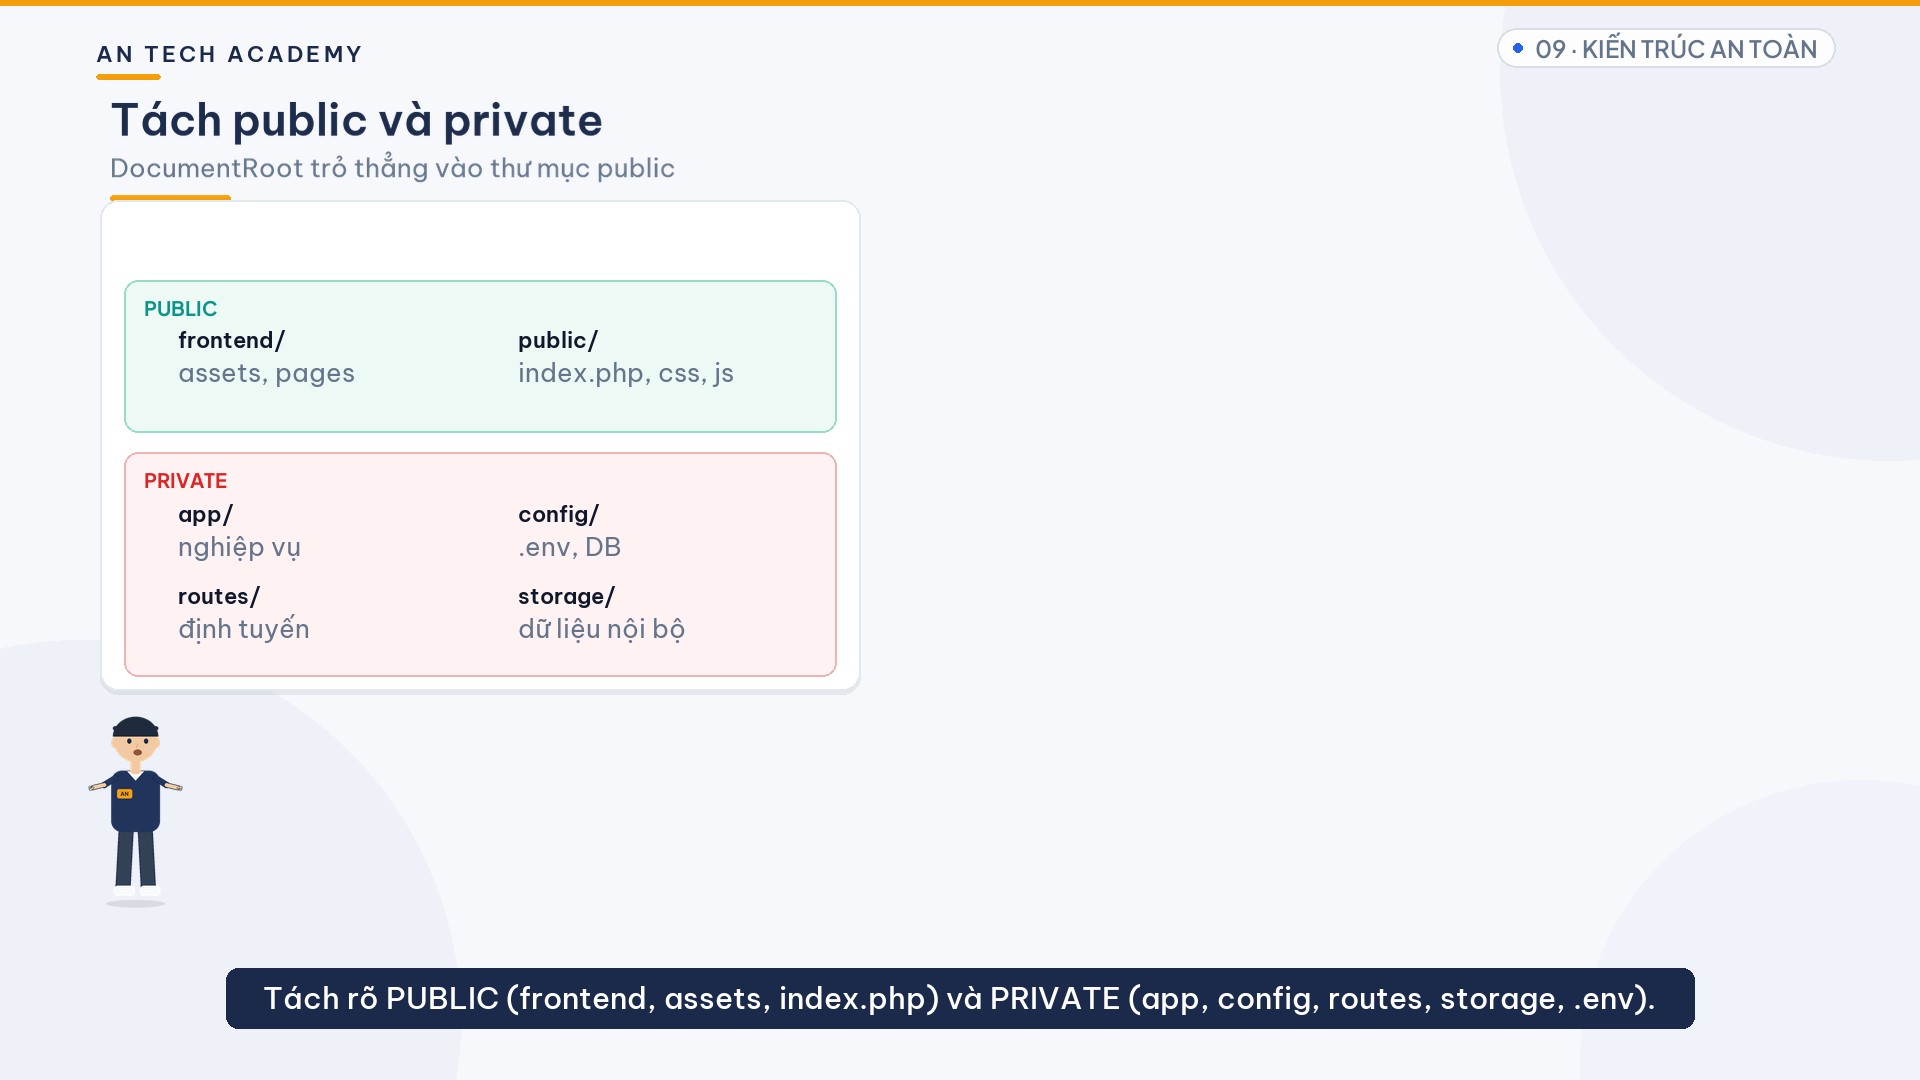 AN TECH ACADEMY
09 · KIẾN TRÚC AN TOÀN
Tách public và private
DocumentRoot trỏ thẳng vào thư mục public
PUBLIC
frontend/
assets, pages
public/
index.php, css, js
PRIVATE
app/
nghiệp vụ
config/
.env, DB
routes/
định tuyến
storage/
dữ liệu nội bộ
AN
Tách rõ PUBLIC (frontend, assets, index.php) và PRIVATE (app, config, routes, storage, .env).